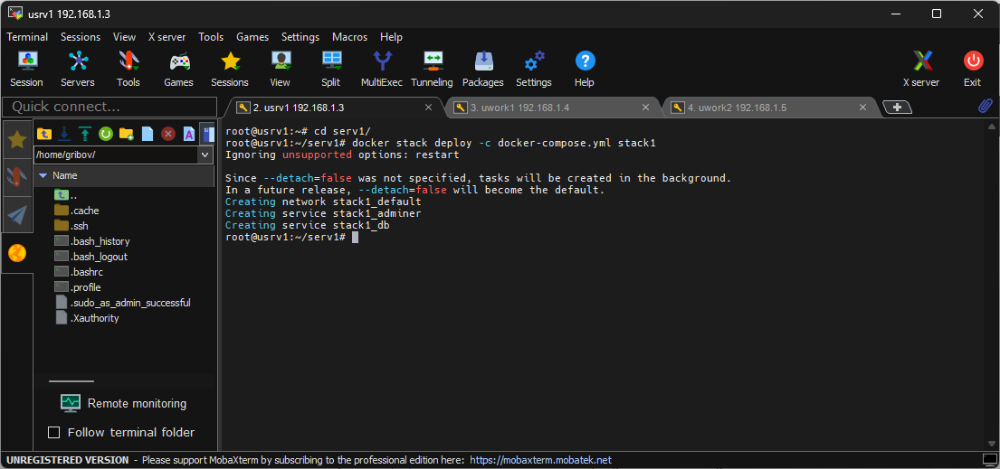 usrv1 192.168.1.3
Terminal Sessions View X server Tools Games Settings Macros Help
Session Servers Tools Games Sessions View Split MultiExec Tunneling Packages Settings Help X server Exit
Quick connect...
2. usrv1 192.168.1.3
3. uwork1 192.168.1.4
4. uwork2 192.168.1.5
/home/gribov/
Name
..
.cache
.ssh
.bash_history
.bash_logout
.bashrc
.profile
.sudo_as_admin_successful
.Xauthority
Remote monitoring
Follow terminal folder
root@usrv1:~# cd serv1/
root@usrv1:~/serv1# docker stack deploy -c docker-compose.yml stack1
Ignoring unsupported options: restart
Since --detach=false was not specified, tasks will be created in the background.
In a future release, --detach=false will become the default.
Creating network stack1_default
Creating service stack1_adminer
Creating service stack1_db
root@usrv1:~/serv1#
UNREGISTERED VERSION - Please support MobaXterm by subscribing to the professional edition here: https://mobaxterm.mobatek.net